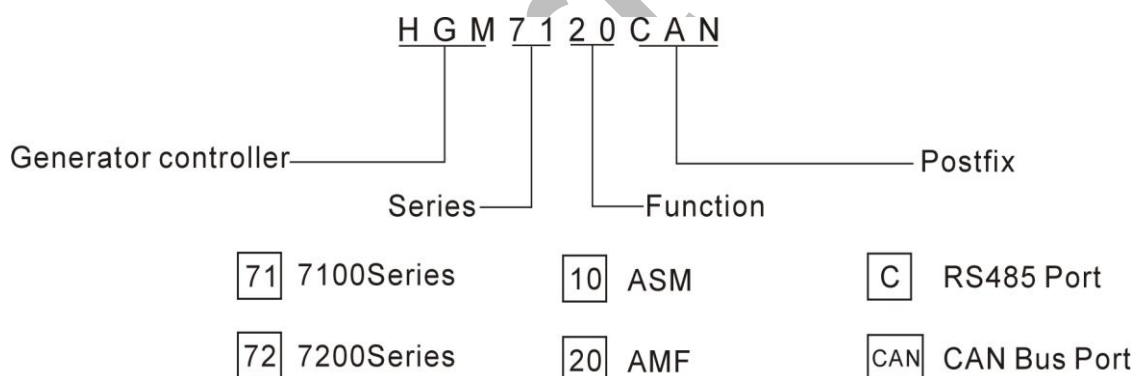 HGM7120CAN
Generator controller
Postfix
Series
Function
71 7100Series 10 ASM C RS485 Port
72 7200Series 20 AMF CAN CAN Bus Port